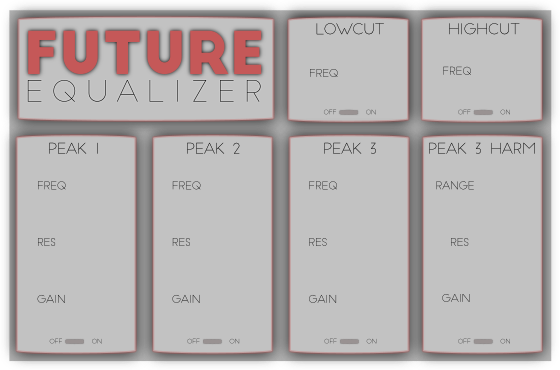 FUTURE
EQUALIZER
LOWCUT
FREQ
OFF ON
HIGHCUT
FREQ
OFF ON
PEAK 1
FREQ
RES
GAIN
OFF ON
PEAK 2
FREQ
RES
GAIN
OFF ON
PEAK 3
FREQ
RES
GAIN
OFF ON
PEAK 3 HARM
RANGE
RES
GAIN
OFF ON